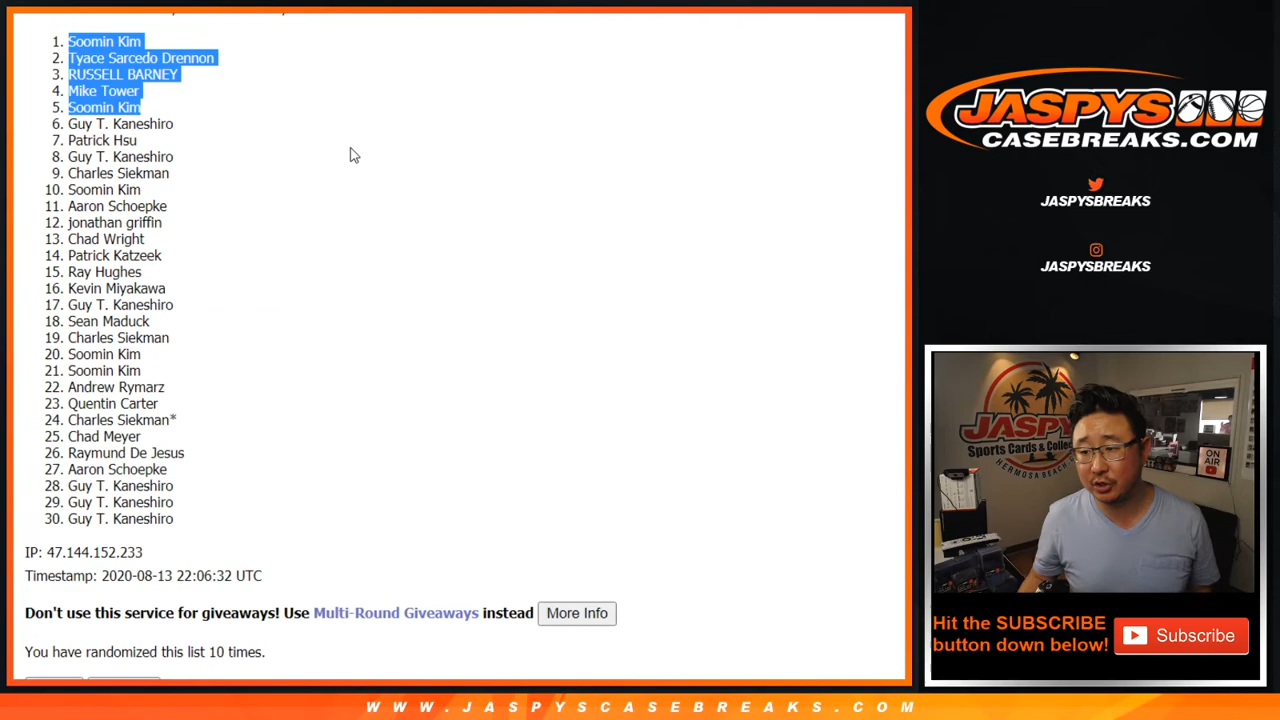 1. Soomin Kim
2. Tyace Sarcedo Drennon
3. RUSSELL BARNEY
4. Mike Tower
5. Soomin Kim
6. Guy T. Kaneshiro
7. Patrick Hsu
8. Guy T. Kaneshiro
9. Charles Siekman
10. Soomin Kim
11. Aaron Schoepke
12. jonathan griffin
13. Chad Wright
14. Patrick Katzeek
15. Ray Hughes
16. Kevin Miyakawa
17. Guy T. Kaneshiro
18. Sean Maduck
19. Charles Siekman
20. Soomin Kim
21. Soomin Kim
22. Andrew Rymarz
23. Quentin Carter
24. Charles Siekman*
25. Chad Meyer
26. Raymund De Jesus
27. Aaron Schoepke
28. Guy T. Kaneshiro
29. Guy T. Kaneshiro
30. Guy T. Kaneshiro
IP: 47.144.152.233
Timestamp: 2020-08-13 22:06:32 UTC
Don't use this service for giveaways! Use Multi-Round Giveaways instead More Info
You have randomized this list 10 times.
JASPYS
CASEBREAKS.COM
JASPYSBREAKS
JASPYSBREAKS
JASPYS
Sports Cards &
HERMOSA BEACH
ON
AIR
Hit the SUBSCRIBE
button down below!
Subscribe
WWW.JASPYSCASEBREAKS.COM